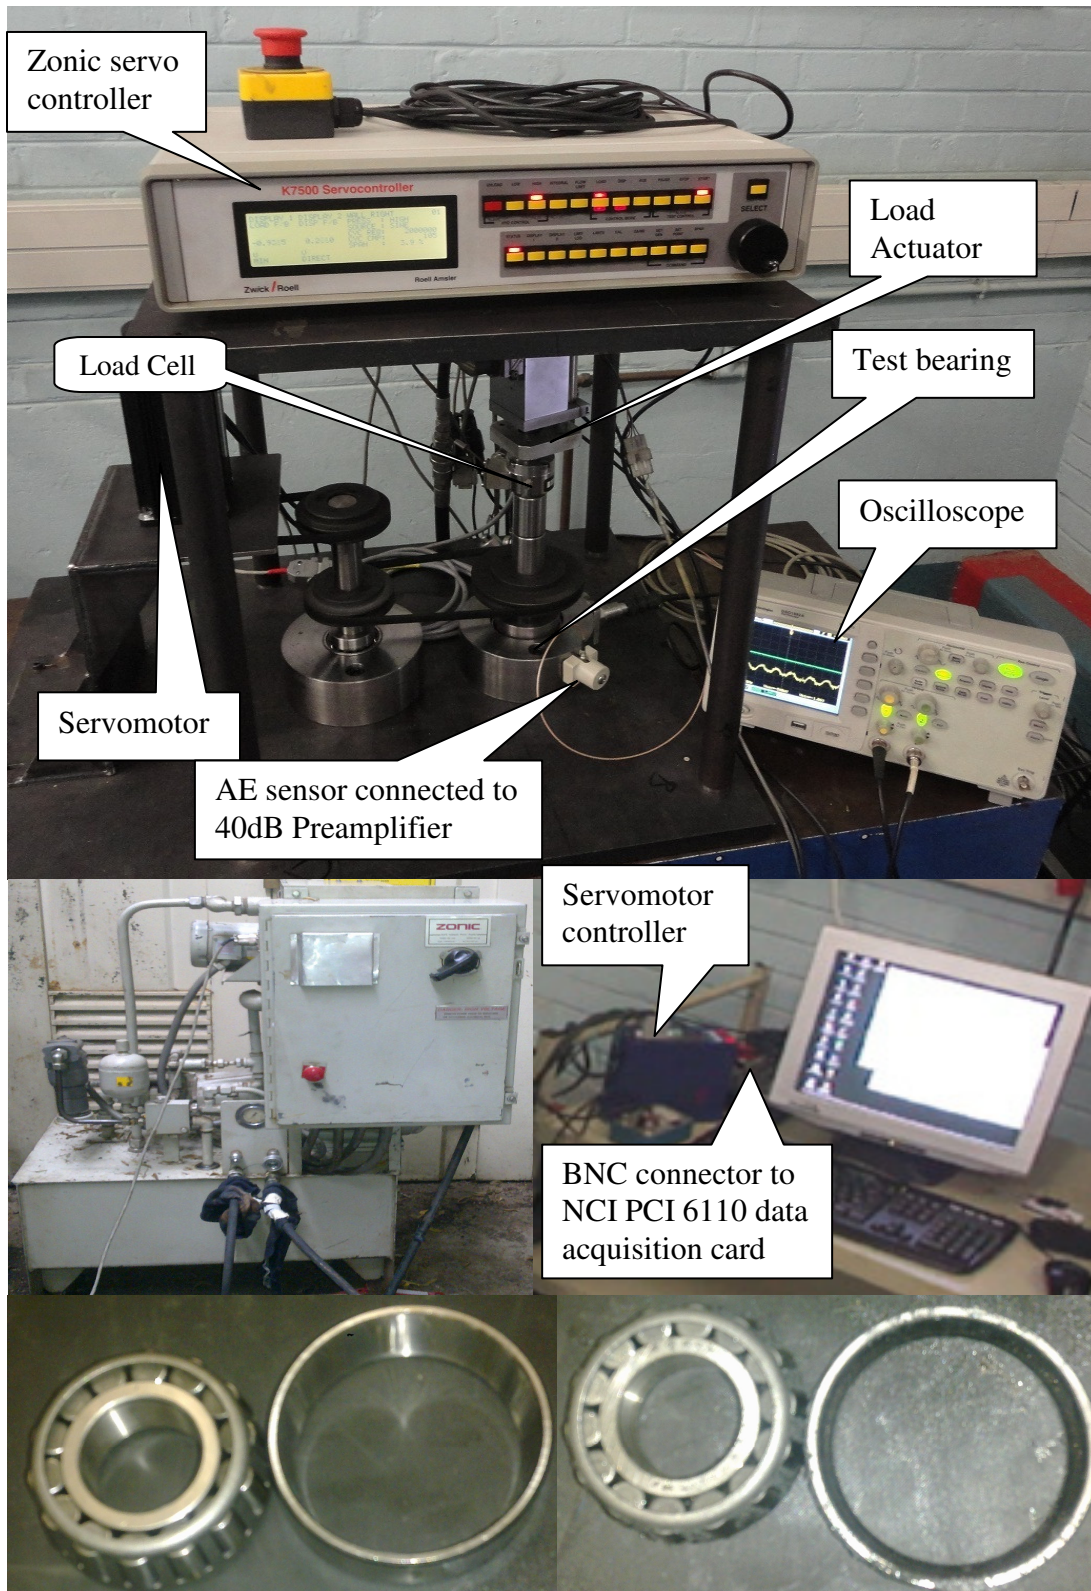 Zonic servo
controller
K7500 Servocontroller
SELECT
Zwick / Roell
Roell Amsler
Load
Actuator
Load Cell
Test bearing
Oscilloscope
Servomotor
AE sensor connected to
40dB Preamplifier
ZONIC
Servomotor
controller
BNC connector to
NCI PCI 6110 data
acquisition card